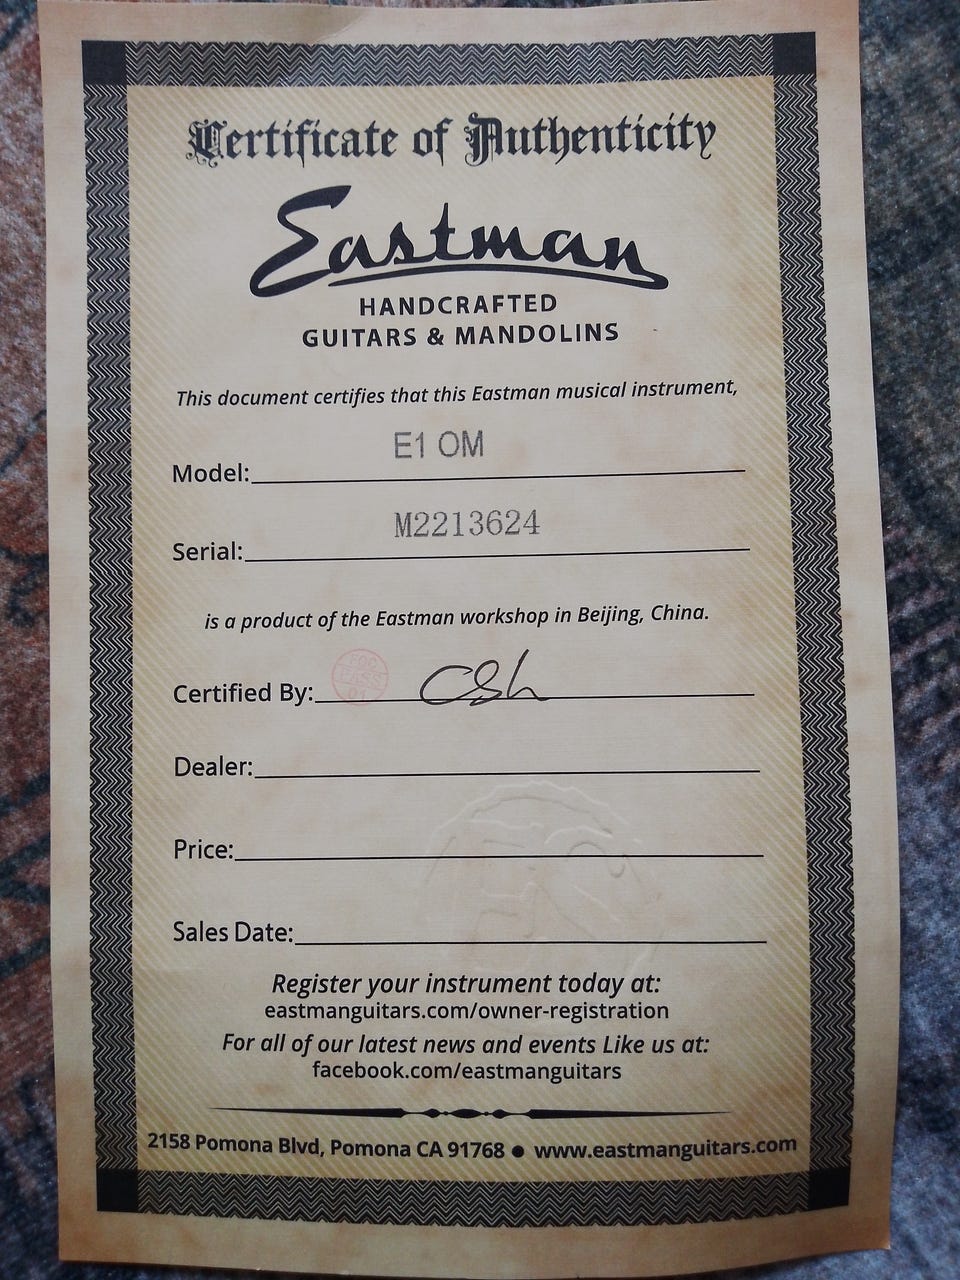 Certificate of Authenticity
Eastman
HANDCRAFTED
GUITARS & MANDOLINS
This document certifies that this Eastman musical instrument,
Model: E1 OM
Serial: M2213624
is a product of the Eastman workshop in Beijing, China.
Certified By:
Dealer:
Price:
Sales Date:
Register your instrument today at:
eastmanguitars.com/owner-registration
For all of our latest news and events Like us at:
facebook.com/eastmanguitars
2158 Pomona Blvd, Pomona CA 91768 ● www.eastmanguitars.com